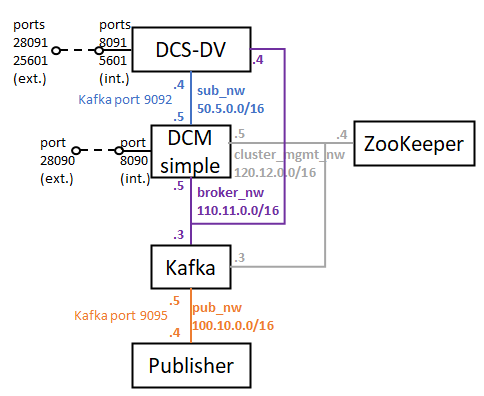 ports
28091
25601
(ext.)
ports
8091
5601
(int.)
DCS-DV
.4
.4
Kafka port 9092
sub_nw
50.5.0.0/16
.5
port
28090
(ext.)
port
8090
(int.)
DCM
simple
.5
cluster_mgmt_nw
120.12.0.0/16
.4
ZooKeeper
.5
broker_nw
110.11.0.0/16
.3
Kafka
.3
.5
pub_nw
100.10.0.0/16
Kafka port 9095
.4
Publisher